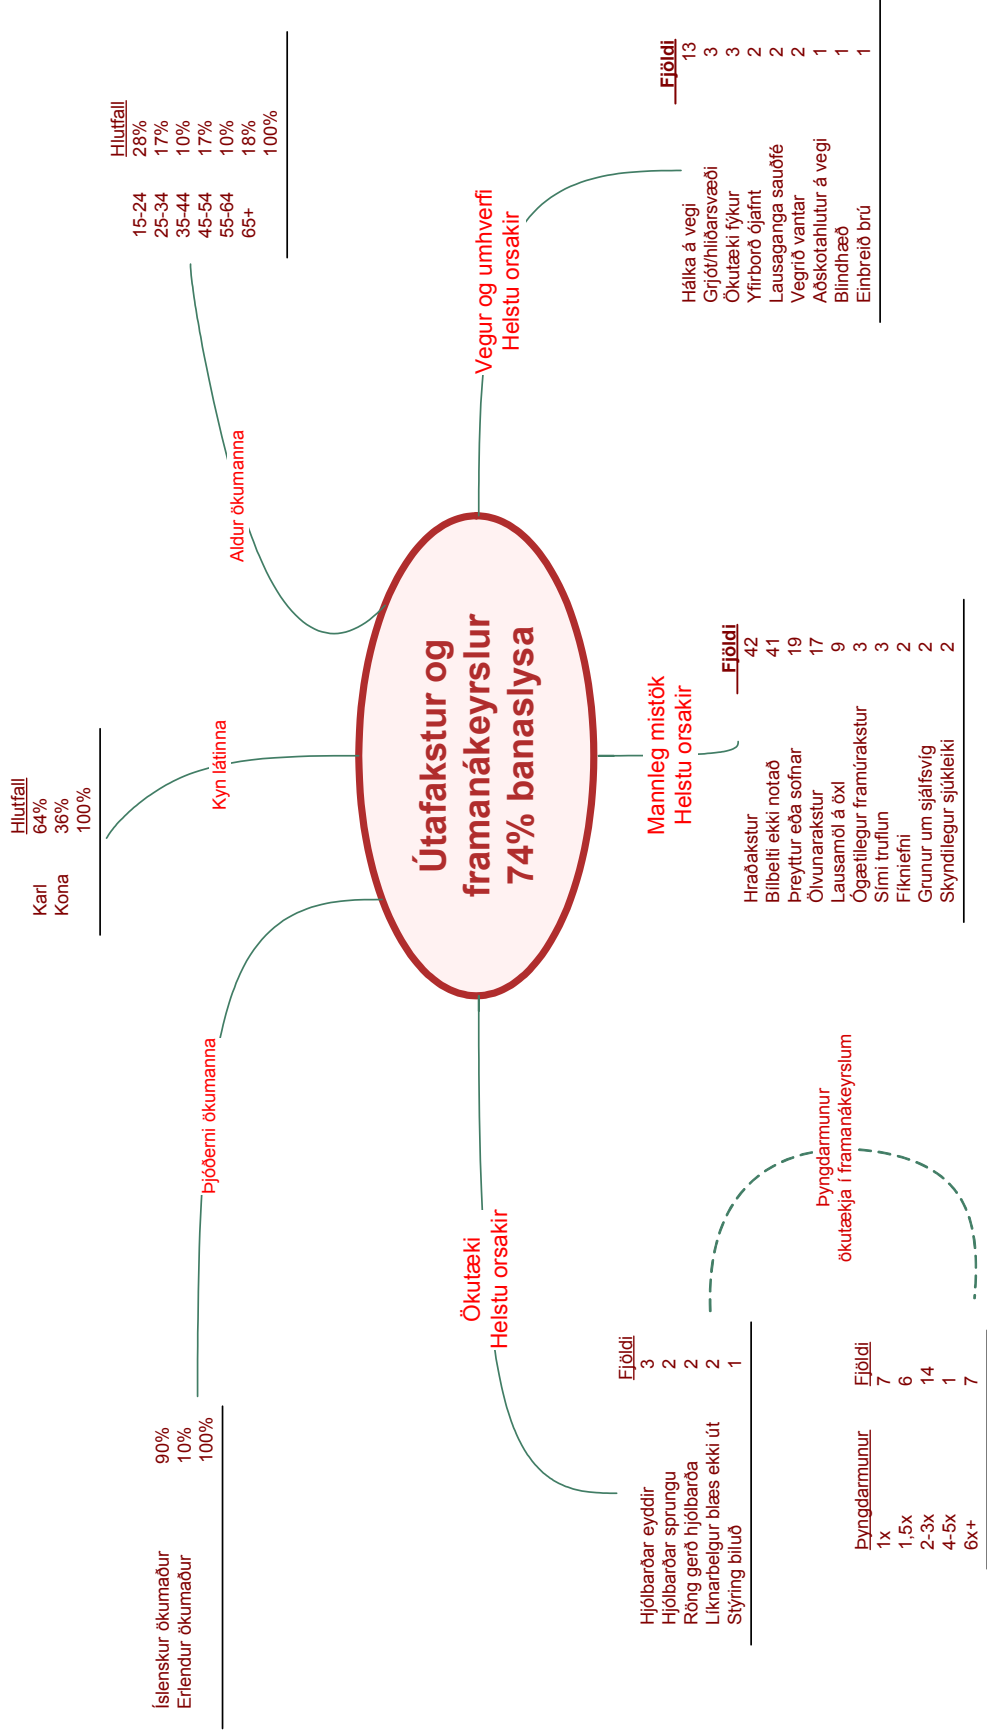 Íslenskur ökumaður 90%
Erlendur ökumaður 10%
100%
Þjóðerni ökumanna
Hlutfall
Karl 64%
Kona 36%
100%
Kyn látinna
Hlutfall
15-24 28%
25-34 17%
35-44 10%
45-54 17%
55-64 10%
65+ 18%
100%
Aldur ökumanna
Útafakstur og
framanákeyrslur
74% banaslysa
Ökutæki
Helstu orsakir
Fjöldi
Hjólbarðar eyddir 3
Hjólbarðar sprungu 2
Röng gerð hjólbarða 2
Líknarbelgur blæs ekki út 2
Stýring biluð 1
Þyngdarmunur
ökutækja í framanákeyrslum
Þyngdarmunur Fjöldi
1x 7
1,5x 6
2-3x 14
4-5x 1
6x+ 7
Mannleg mistök
Helstu orsakir
Fjöldi
Hraðakstur 42
Bílbelti ekki notað 41
Þreyttur eða sofnar 19
Ölvunarakstur 17
Lausamöl á öxl 9
Ógætilegur framúrakstur 3
Sími truflun 3
Fíkniefni 2
Grunur um sjálfsvíg 2
Skyndilegur sjúkleiki 2
Vegur og umhverfi
Helstu orsakir
Fjöldi
Hálka á vegi 13
Grjót/hliðarsvæði 3
Ökutæki fýkur 3
Yfirborð ójafnt 2
Lausaganga sauðfé 2
Vegrið vantar 2
Aðskotahlutur á vegi 1
Blindhæð 1
Einbreið brú 1